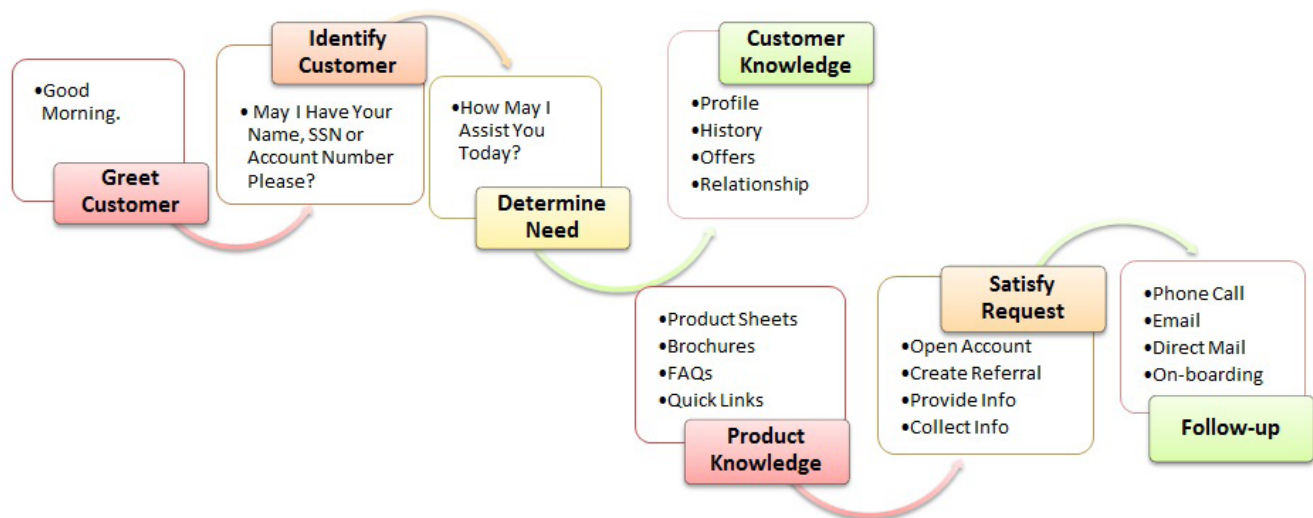 •Good
Morning.
Greet
Customer
Identify
Customer
• May I Have Your
Name, SSN or
Account Number
Please?
•How May I
Assist You
Today?
Determine
Need
Customer
Knowledge
•Profile
•History
•Offers
•Relationship
•Product Sheets
•Brochures
•FAQs
•Quick Links
Product
Knowledge
Satisfy
Request
•Open Account
•Create Referral
•Provide Info
•Collect Info
•Phone Call
•Email
•Direct Mail
•On-boarding
Follow-up